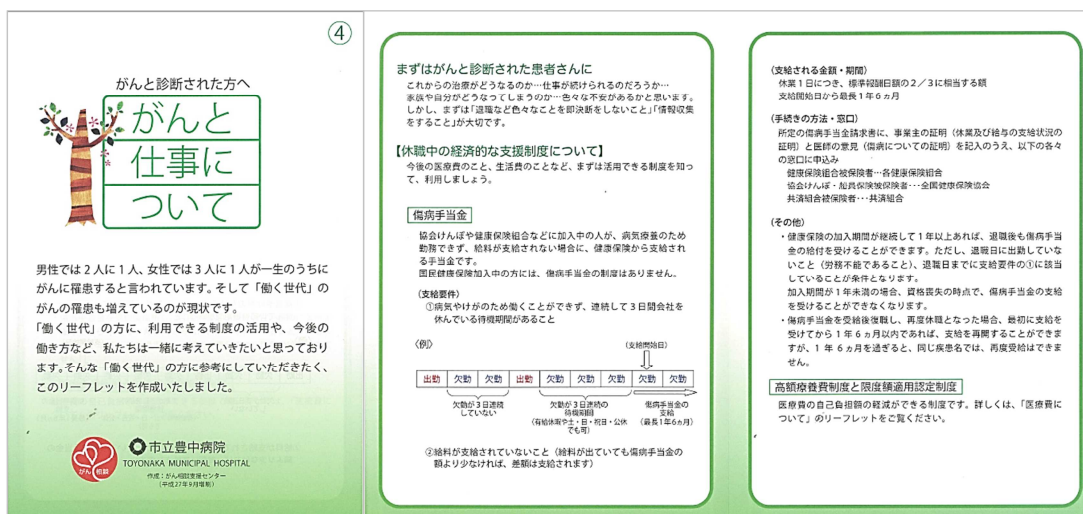 ④
がんと診断された方へ
がんと
仕事に
ついて
男性では2人に1人、女性では3人に1人が一生のうちに
がんに罹患すると言われています。そして「働く世代」の
がんの罹患も増えているのが現状です。
「働く世代」の方に、利用できる制度の活用や、今後の
働き方など、私たちは一緒に考えていきたいと思っており
ます。そんな「働く世代」の方に参考にしていただきたく、
このリーフレットを作成いたしました。
がん相談
市立豊中病院
TOYONAKA MUNICIPAL HOSPITAL
作成：がん相談支援センター
(平成27年9月増刷)
まずはがんと診断された患者さんに
これからの治療がどうなるのか…仕事が続けられるのだろうか…
家族や自分がどうなってしまうのか…色々な不安があるかと思います。
しかし、まずは「退職など色々なことを即決断をしないこと」「情報収集
をすること」が大切です。
【休職中の経済的な支援制度について】
今後の医療費のこと、生活費のことなど、まずは活用できる制度を知っ
て、利用しましょう。
傷病手当金
協会けんぽや健康保険組合などに加入中の人が、病気療養のため
勤務できず、給料が支給されない場合に、健康保険から支給され
る手当金です。
国民健康保険加入中の方には、傷病手当金の制度はありません。
〈支給要件〉
①病気やけがのため働くことができず、連続して3日間会社を
休んでいる待機期間があること
〈例〉
（支給開始日）
出勤 欠勤 欠勤 出勤 欠勤 欠勤 欠勤 欠勤 欠勤
欠勤が3日連続
していない
欠勤が3日連続の
待機期間
（有給休暇や土・日・祝日・公休
でも可）
傷病手当金の
支給
（最長1年6ヵ月）
②給料が支給されていないこと（給料が出ていても傷病手当金の
額より少なければ、差額は支給されます）
〈支給される金額・期間〉
休業1日につき、標準報酬日額の2／3に相当する額
支給開始日から最長1年6ヵ月
〈手続きの方法・窓口〉
所定の傷病手当金請求書に、事業主の証明（休業及び給与の支給状況の
証明）と医師の意見（傷病についての証明）を記入のうえ、以下の各々
の窓口に申込み
健康保険組合被保険者…各健康保険組合
協会けんぽ・船員保険被保険者・・・全国健康保険協会
共済組合被保険者・・・共済組合
〈その他〉
・健康保険の加入期間が継続して1年以上あれば、退職後も傷病手当
金の給付を受けることができます。ただし、退職日に出勤していな
いこと（労務不能であること）、退職日までに支給要件の①に該当
していることが条件となります。
加入期間が1年未満の場合、資格喪失の時点で、傷病手当金の支給
を受けることができなくなります。
・傷病手当金を受給後復職し、再度休職となった場合、最初に支給を
受けてから1年6ヵ月以内であれば、支給を再開することができま
すが、1年6ヵ月を過ぎると、同じ疾患名では、再度受給はできま
せん。
高額療養費制度と限度額適用認定制度
医療費の自己負担額の軽減ができる制度です。詳しくは、「医療費に
ついて」のリーフレットをご覧ください。